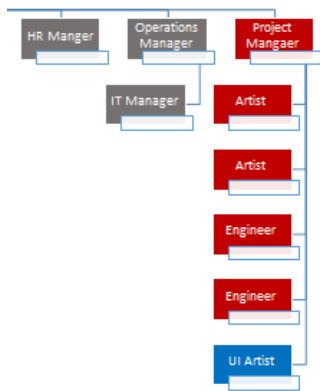 HR Manger
Operations
Manager
Project
Mangaer
IT Manager
Artist
Artist
Engineer
Engineer
UI Artist